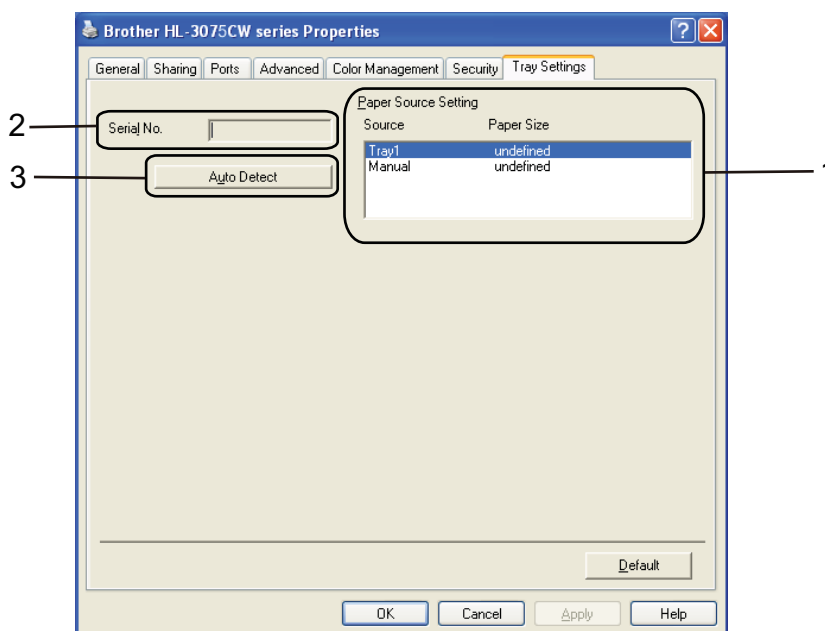 Brother HL-3075CW series Properties
General Sharing Ports Advanced Color Management Security Tray Settings
2
Serial No.
3
Auto Detect
Paper Source Setting
Source Paper Size
Tray1 undefined
Manual undefined
Default
OK Cancel Apply Help